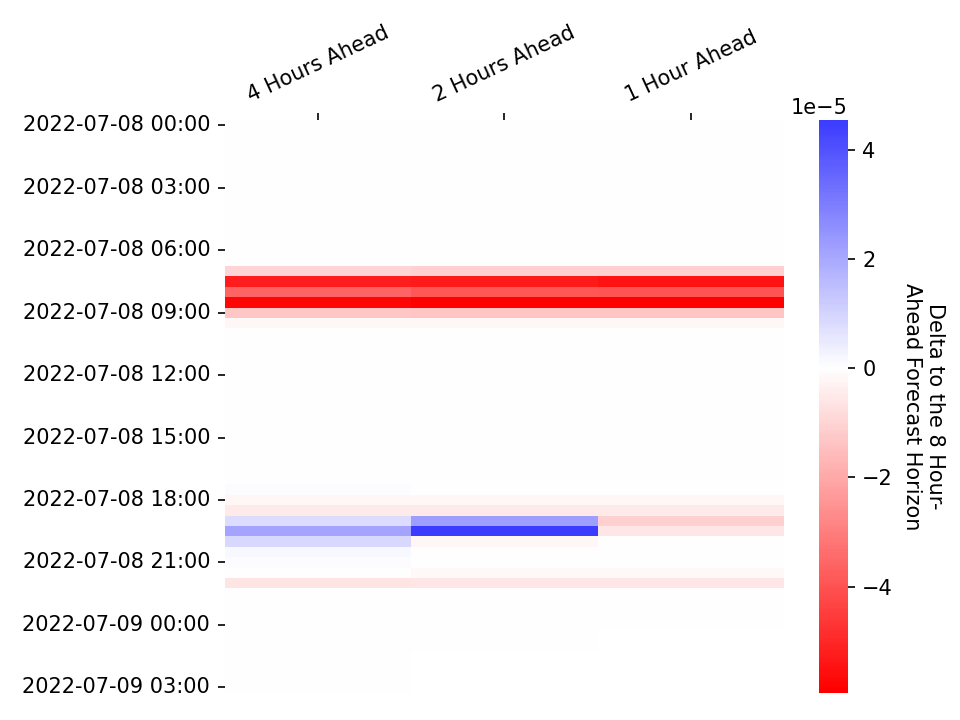 4 Hours Ahead
2 Hours Ahead
1 Hour Ahead
2022-07-08 00:00
2022-07-08 03:00
2022-07-08 06:00
2022-07-08 09:00
2022-07-08 12:00
2022-07-08 15:00
2022-07-08 18:00
2022-07-08 21:00
2022-07-09 00:00
2022-07-09 03:00
1e−5
4
2
0
−2
−4
Delta to the 8 Hour-
Ahead Forecast Horizon